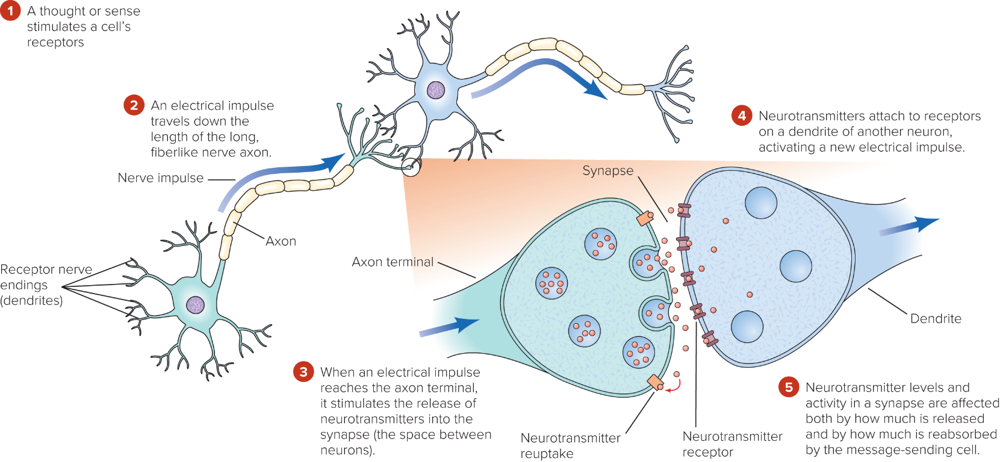 1 A thought or sense
stimulates a cell’s
receptors
2 An electrical impulse
travels down the
length of the long,
fiberlike nerve axon.
Nerve impulse
Axon
Receptor nerve
endings
(dendrites)
4 Neurotransmitters attach to receptors
on a dendrite of another neuron,
activating a new electrical impulse.
Synapse
Axon terminal
Dendrite
3 When an electrical impulse
reaches the axon terminal,
it stimulates the release of
neurotransmitters into the
synapse (the space between
neurons).
Neurotransmitter
reuptake
Neurotransmitter
receptor
5 Neurotransmitter levels and
activity in a synapse are affected
both by how much is released
and by how much is reabsorbed
by the message-sending cell.